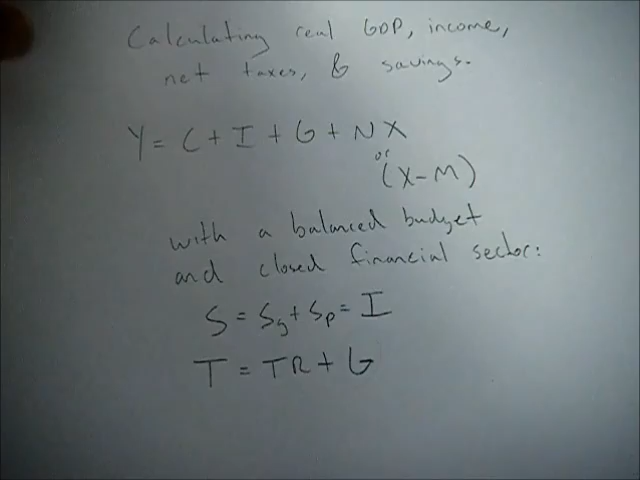 Calculating real GDP, income,
net taxes, & savings.
Y = C + I + G + NX
or
(X-M)
with a balanced budget
and closed financial sector:
S = Sg + Sp = I
T = TR + G